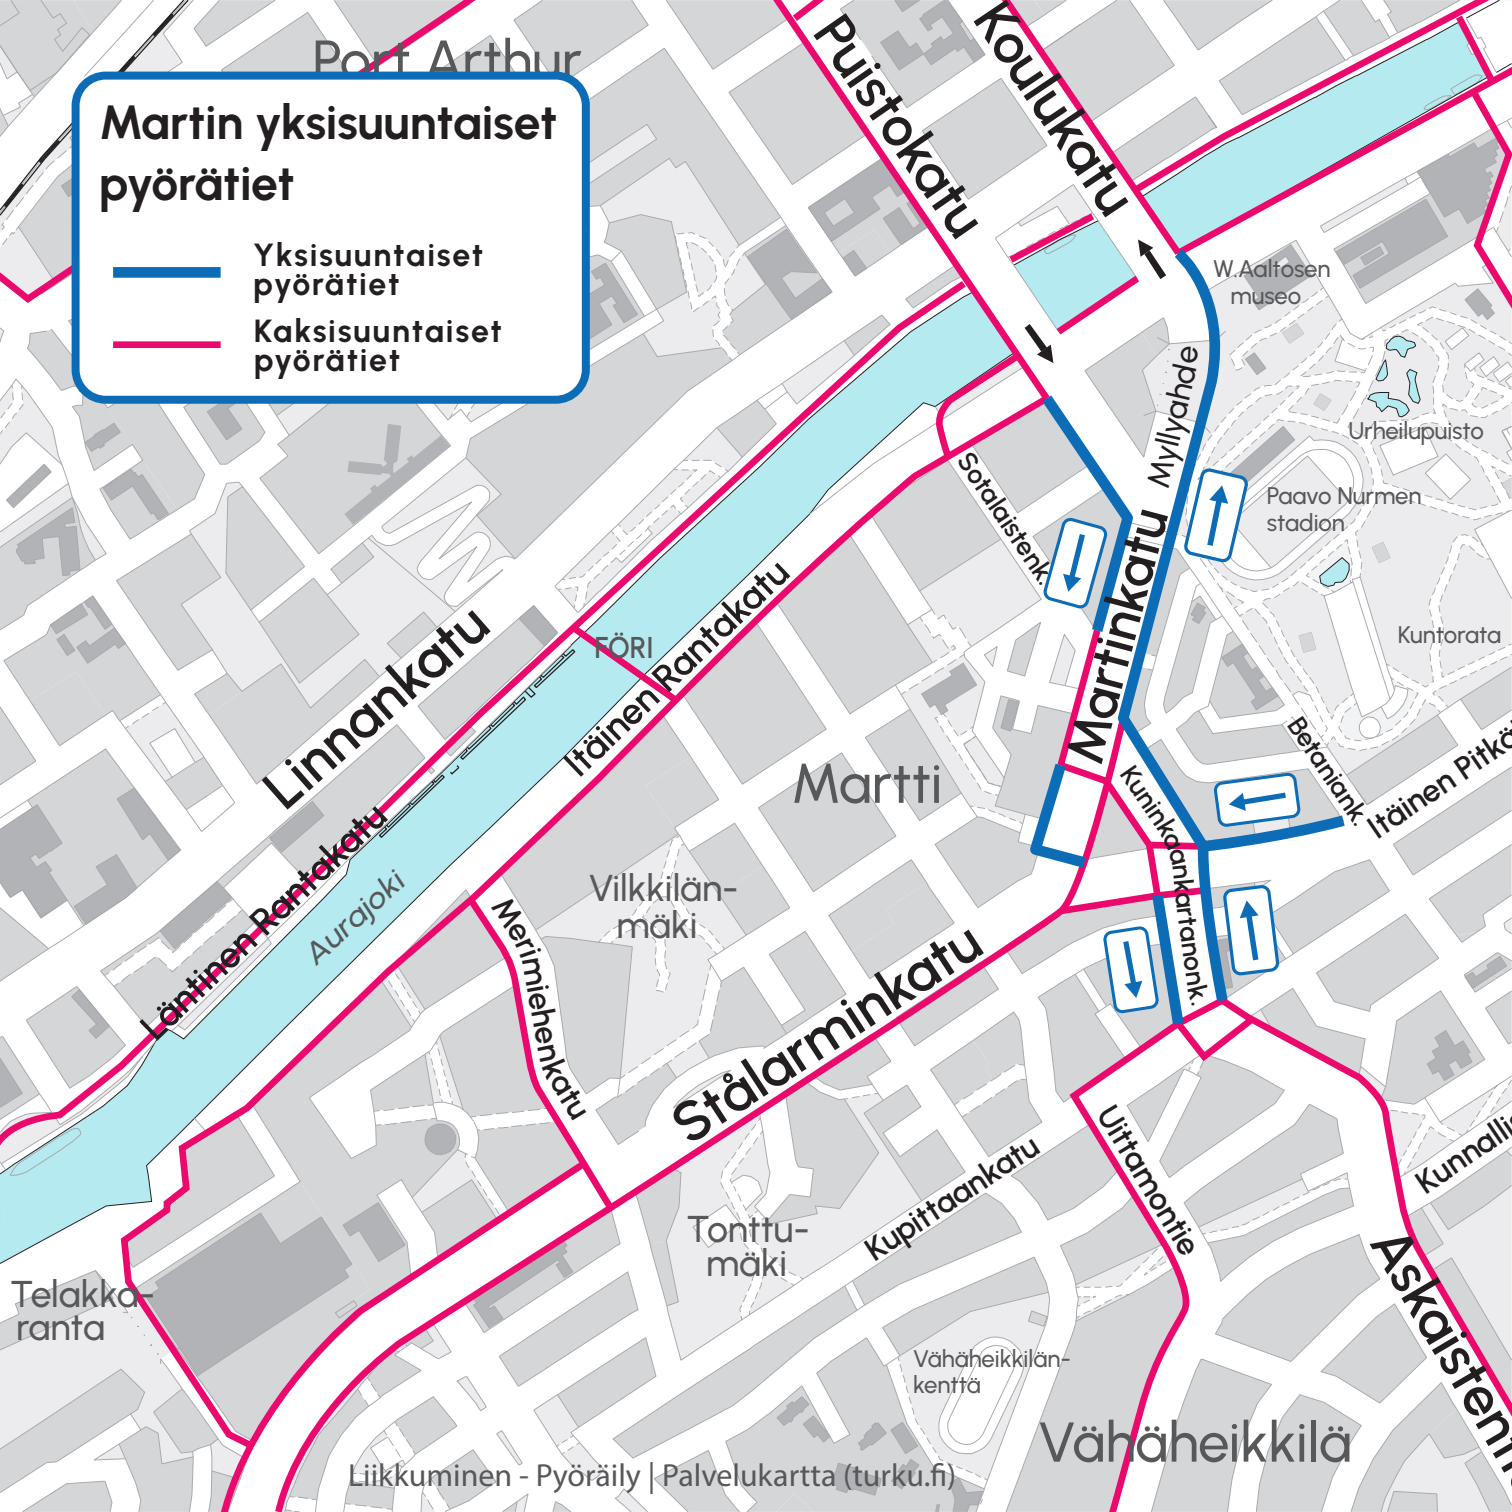 Port Arthur
Martin yksisuuntaiset
pyörätiet
Yksisuuntaiset
pyörätiet
Kaksisuuntaiset
pyörätiet
Puistokatu
Koulukatu
W.Aaltosen
museo
Myllyahde
Urheilupuisto
Paavo Nurmen
stadion
Sotalaistenk.
Martinkatu
Kuntorata
FÖRI
Itäinen Rantakatu
Linnankatu
Betaniank.
Itäinen Pitkä
Martti
Kuninkaankartanonk.
Läntinen Rantakatu
Aurajoki
Vilkkilän-
mäki
Merimiehenkatu
Stålarminkatu
Uittamontie
Kupittaankatu
Kunnalli
Tonttu-
mäki
Askaistent
Telakka-
ranta
Vähäheikkilän-
kenttä
Vähäheikkilä
Liikkuminen - Pyöräily | Palvelukartta (turku.fi)